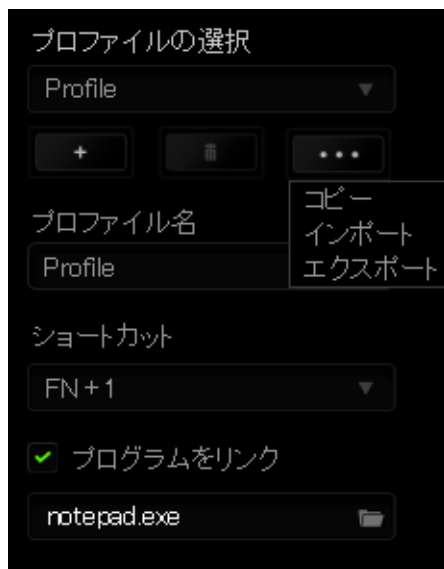 プロファイルの選択
Profile
+
...
コピー
インポート
エクスポート
プロファイル名
Profile
ショートカット
FN + 1
プログラムをリンク
notepad.exe